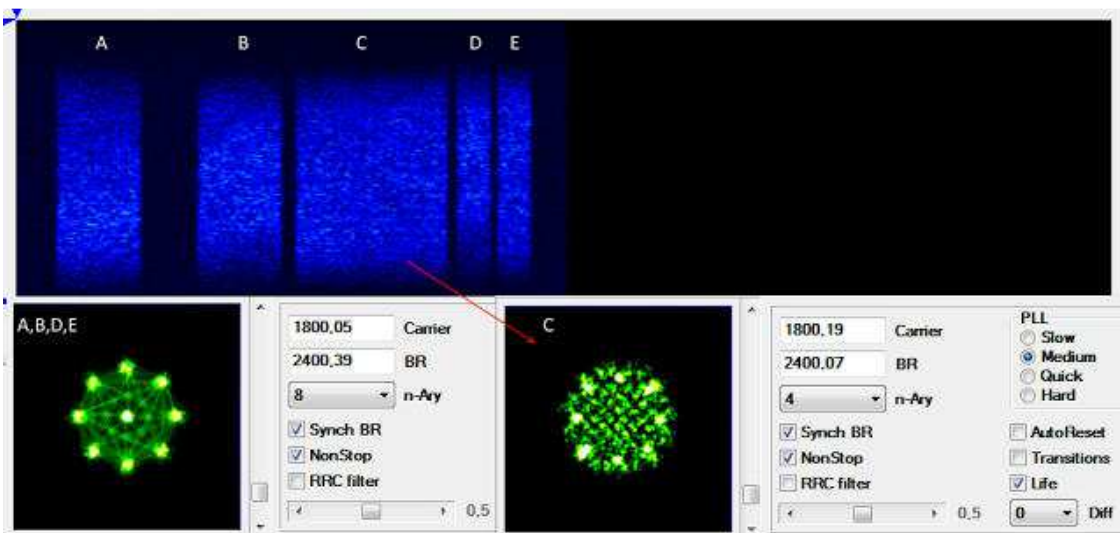 A B C D E
A,B,D,E
1800,05 Carrier
2400,39 BR
8 n-Ary
Synch BR
NonStop
RRC filter
0,5
C
1800,19 Carrier
2400,07 BR
4 n-Ary
Synch BR
NonStop
RRC filter
0,5
PLL
Slow
Medium
Quick
Hard
AutoReset
Transitions
Life
0 Diff